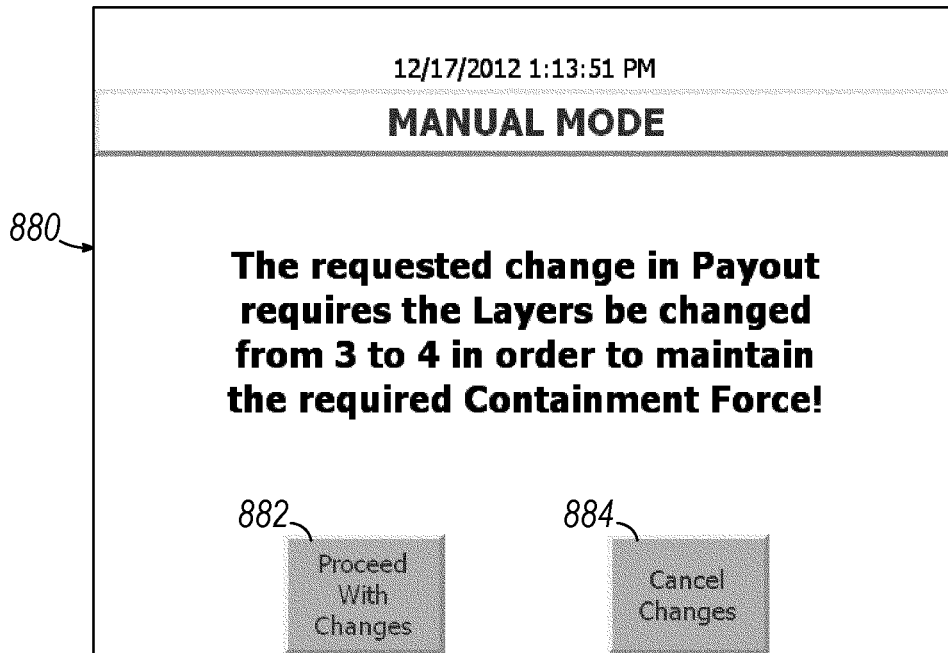 12/17/2012 1:13:51 PM
MANUAL MODE
880
The requested change in Payout
requires the Layers be changed
from 3 to 4 in order to maintain
the required Containment Force!
882
884
Proceed
With
Changes
Cancel
Changes